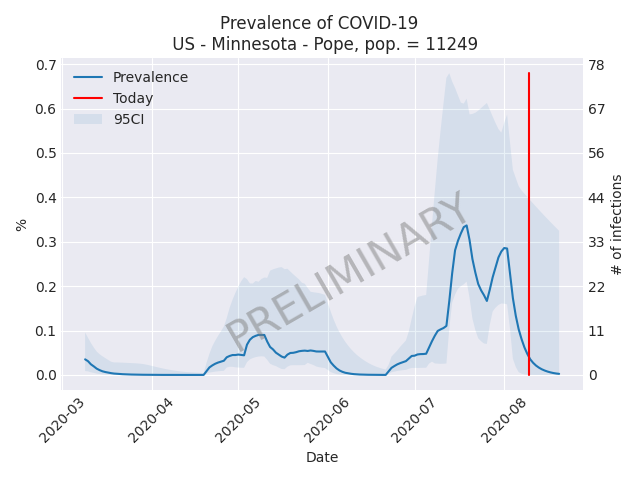 Prevalence of COVID-19
US - Minnesota - Pope, pop. = 11249
Prevalence
Today
95CI
0.7
0.6
0.5
0.4
0.3
0.2
0.1
0.0
%
78
67
56
44
33
22
11
0
# of infections
PRELIMINARY
2020-03
2020-04
2020-05
2020-06
2020-07
2020-08
Date